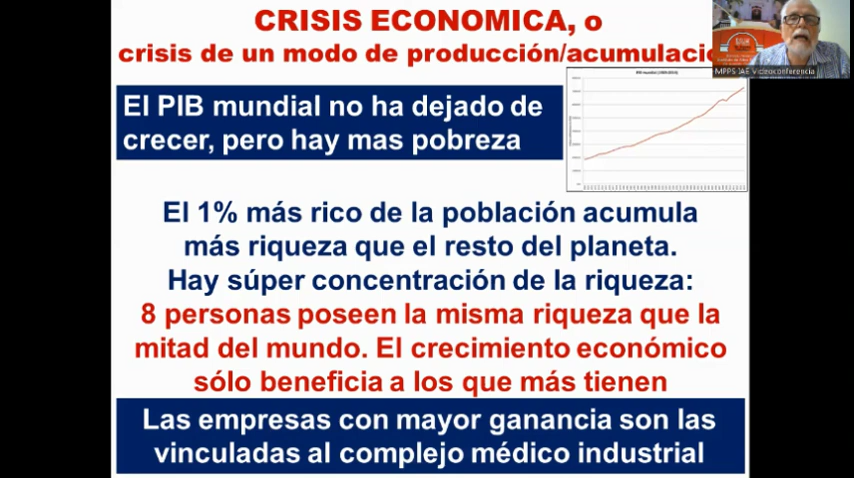 CRISIS ECONOMICA, o
crisis de un modo de producción/acumulació
El PIB mundial no ha dejado de
crecer, pero hay mas pobreza
El 1% más rico de la población acumula
más riqueza que el resto del planeta.
Hay súper concentración de la riqueza:
8 personas poseen la misma riqueza que la
mitad del mundo. El crecimiento económico
sólo beneficia a los que más tienen
Las empresas con mayor ganancia son las
vinculadas al complejo médico industrial
MPPS IAE Videoconferencia